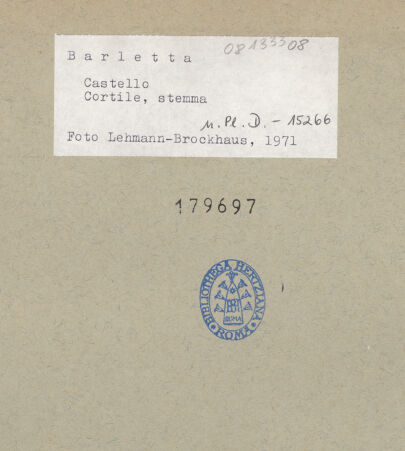 08133308
Barletta
Castello
Cortile, stemma
n. Pl. D. - 15266
Foto Lehmann-Brockhaus, 1971
179697
BIBLIOTHECA HERTZIANA
ROMA